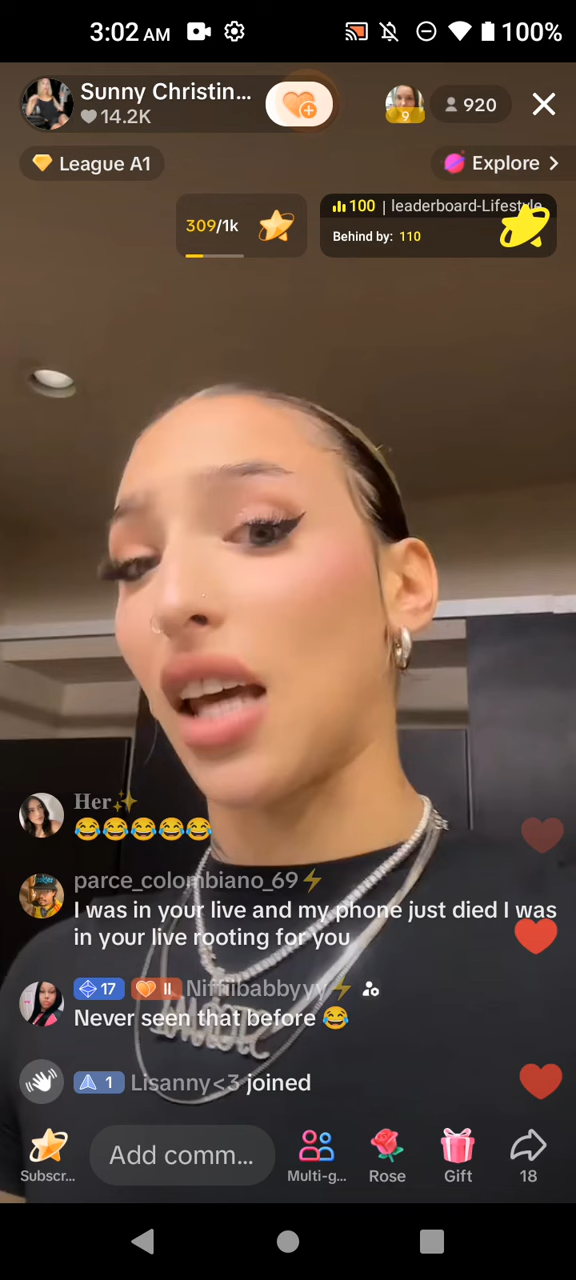 3:02 AM
100%
Sunny Christin...
14.2K
9
920
League A1
Explore >
309/1k
100 | leaderboard-Lifestyle
Behind by: 110
Her✨
😂😂😂😂😂
parce_colombiano_69⚡
I was in your live and my phone just died I was
in your live rooting for you
17 II Niffiibabbyyy⚡
Never seen that before 😂
1 Lisanny<3 joined
Add comm...
Subscr...
Multi-g...
Rose
Gift
18